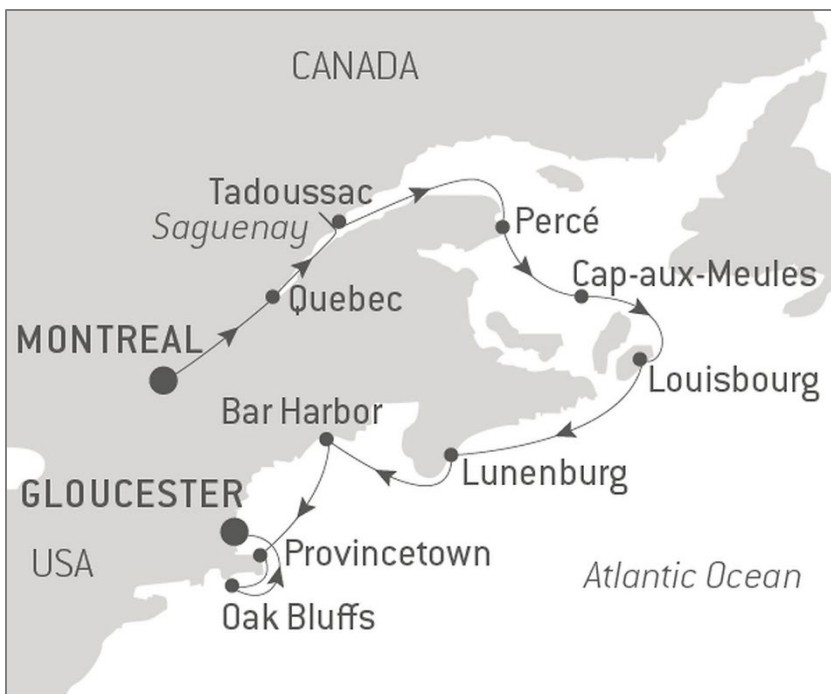 CANADA
Tadoussac
Saguenay
Percé
Cap-aux-Meules
Quebec
MONTREAL
Louisbourg
Bar Harbor
Lunenburg
GLOUCESTER
Provincetown
USA
Atlantic Ocean
Oak Bluffs